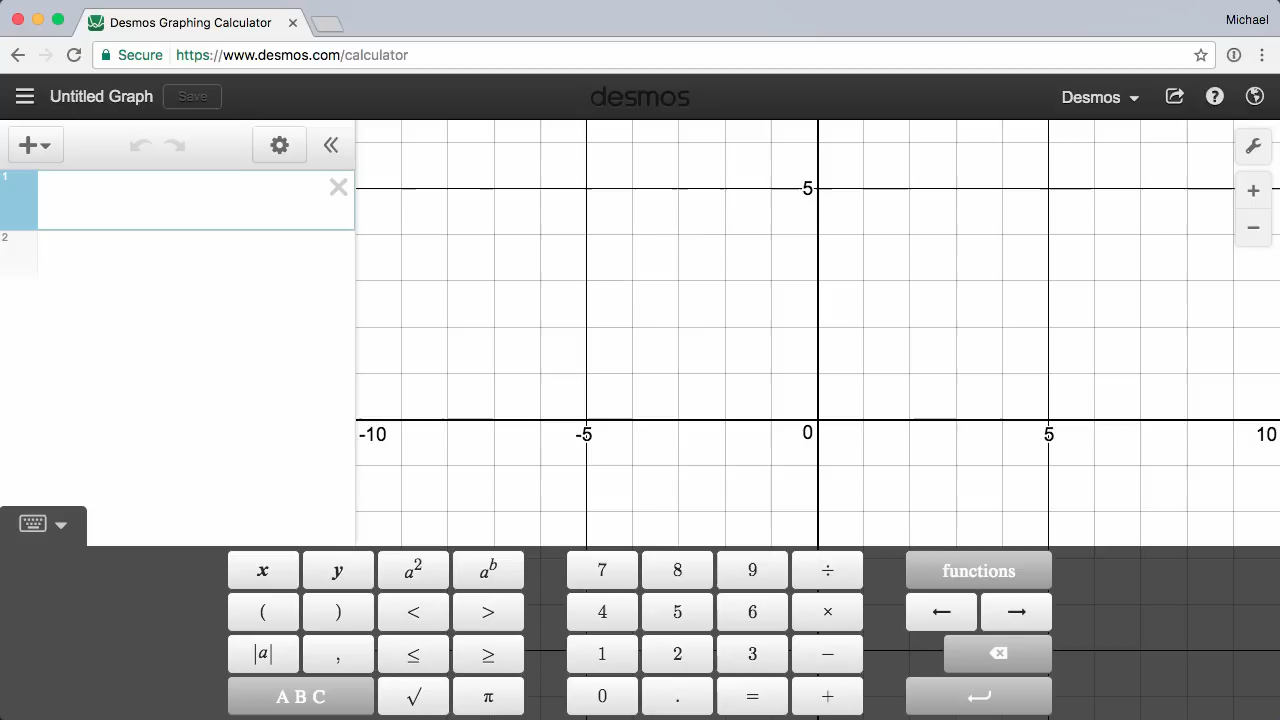 Desmos Graphing Calculator
Michael
Secure https://www.desmos.com/calculator
Untitled Graph Save desmos Desmos
1
2
5
-10 -5 0 5 10
x y a² aᵇ 7 8 9 ÷ functions
( ) < > 4 5 6 × ← →
|a| , ≤ ≥ 1 2 3 −
A B C √ π 0 . = +